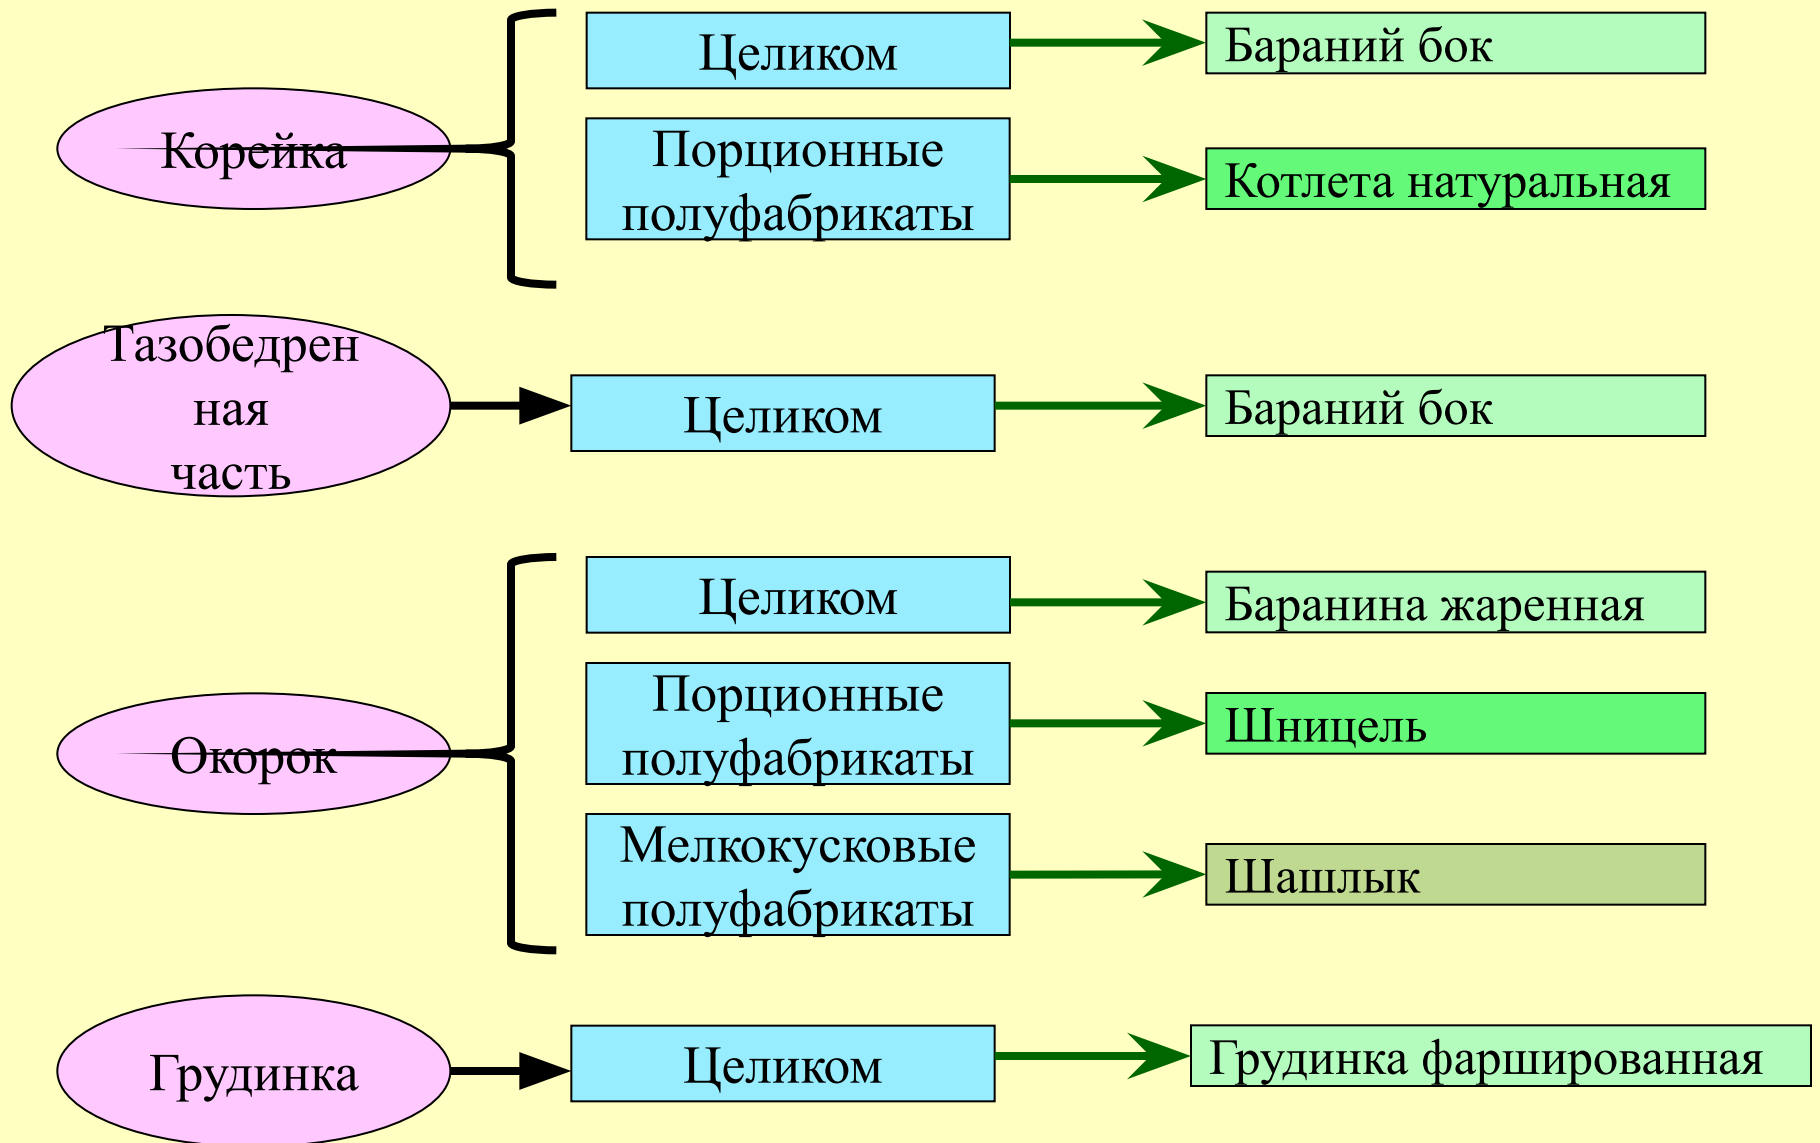 Корейка
Целиком
Бараний бок
Порционные
полуфабрикаты
Котлета натуральная
Тазобедрен
ная
часть
Целиком
Бараний бок
Окорок
Целиком
Баранина жаренная
Порционные
полуфабрикаты
Шницель
Мелкокусковые
полуфабрикаты
Шашлык
Грудинка
Целиком
Грудинка фаршированная